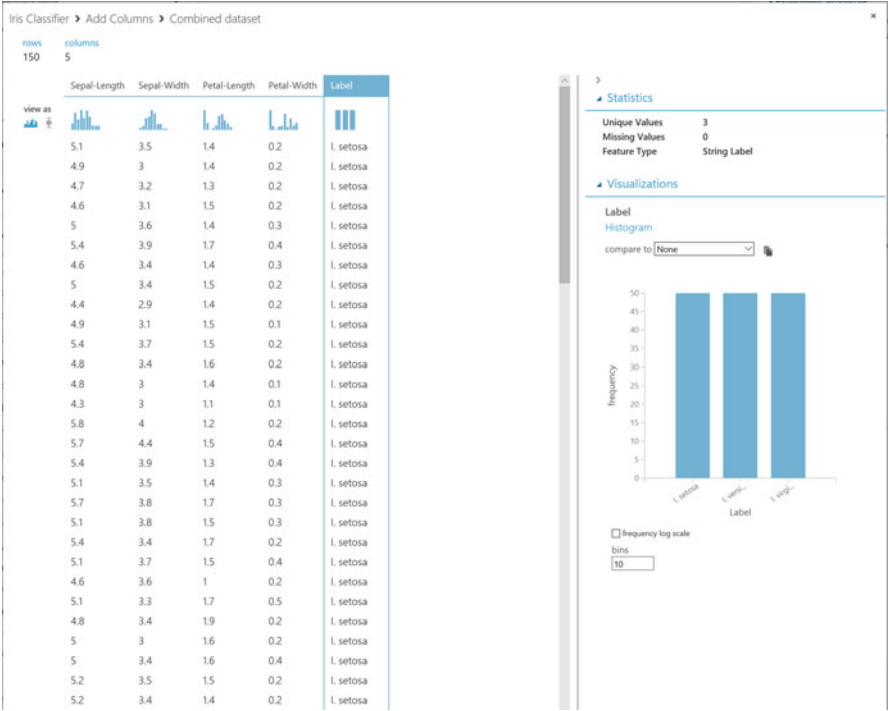 Iris Classifier › Add Columns › Combined dataset
×
rows columns
150 5
Sepal-Length Sepal-Width Petal-Length Petal-Width Label
view as
5.1 3.5 1.4 0.2 I. setosa
4.9 3 1.4 0.2 I. setosa
4.7 3.2 1.3 0.2 I. setosa
4.6 3.1 1.5 0.2 I. setosa
5 3.6 1.4 0.3 I. setosa
5.4 3.9 1.7 0.4 I. setosa
4.6 3.4 1.4 0.3 I. setosa
5 3.4 1.5 0.2 I. setosa
4.4 2.9 1.4 0.2 I. setosa
4.9 3.1 1.5 0.1 I. setosa
5.4 3.7 1.5 0.2 I. setosa
4.8 3.4 1.6 0.2 I. setosa
4.8 3 1.4 0.1 I. setosa
4.3 3 1.1 0.1 I. setosa
5.8 4 1.2 0.2 I. setosa
5.7 4.4 1.5 0.4 I. setosa
5.4 3.9 1.3 0.4 I. setosa
5.1 3.5 1.4 0.3 I. setosa
5.7 3.8 1.7 0.3 I. setosa
5.1 3.8 1.5 0.3 I. setosa
5.4 3.4 1.7 0.2 I. setosa
5.1 3.7 1.5 0.4 I. setosa
4.6 3.6 1 0.2 I. setosa
5.1 3.3 1.7 0.5 I. setosa
4.8 3.4 1.9 0.2 I. setosa
5 3 1.6 0.2 I. setosa
5 3.4 1.6 0.4 I. setosa
5.2 3.5 1.5 0.2 I. setosa
5.2 3.4 1.4 0.2 I. setosa
Statistics
Unique Values 3
Missing Values 0
Feature Type String Label
Visualizations
Label
Histogram
compare to None
50
45
40
35
30
25
20
15
10
5
0
frequency
I. setosa I. versi... I. virgi...
Label
frequency log scale
bins
10